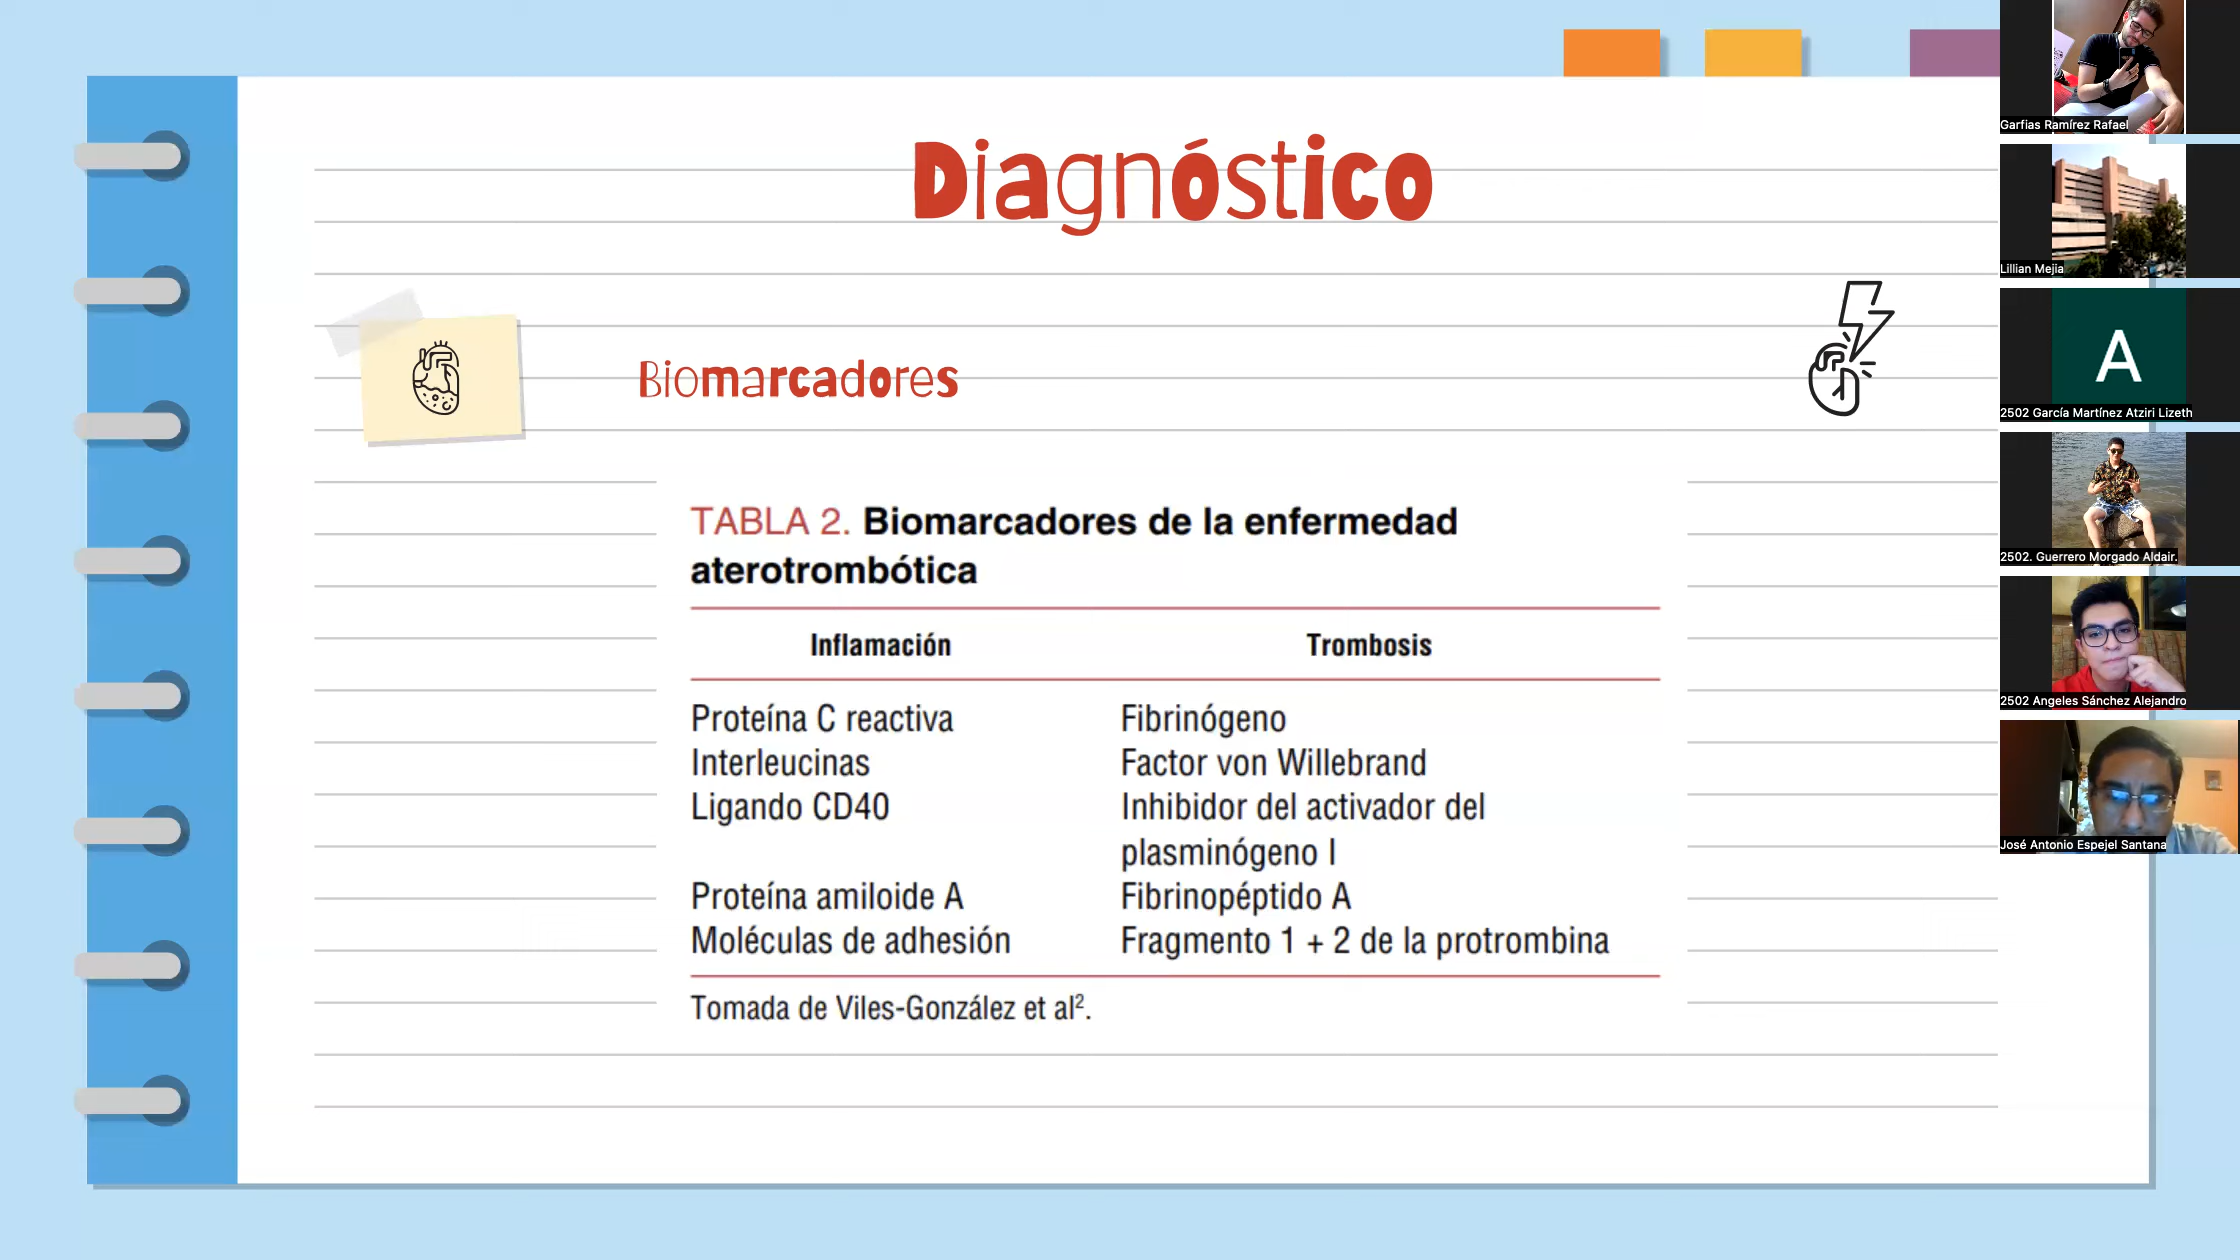 Diagnóstico
Biomarcadores
TABLA 2. Biomarcadores de la enfermedad
aterotrombótica
Inflamación Trombosis
Proteína C reactiva Fibrinógeno
Interleucinas Factor von Willebrand
Ligando CD40 Inhibidor del activador del
plasminógeno I
Proteína amiloide A Fibrinopéptido A
Moléculas de adhesión Fragmento 1 + 2 de la protrombina
Tomada de Viles-González et al².
Garfias Ramírez Rafael
Lillian Mejia
A
2502 García Martínez Atziri Lizeth
2502. Guerrero Morgado Aldair.
2502 Angeles Sánchez Alejandro
José Antonio Espejel Santana